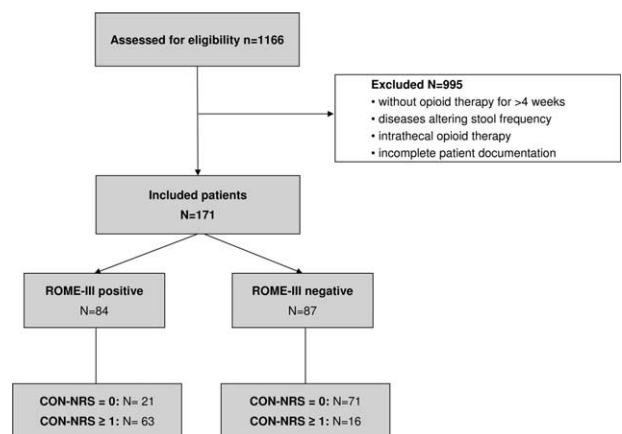 Assessed for eligibility n=1166
Excluded N=995
• without opioid therapy for >4 weeks
• diseases altering stool frequency
• intrathecal opioid therapy
• incomplete patient documentation
Included patients
N=171
ROME-III positive
N=84
ROME-III negative
N=87
CON-NRS = 0: N= 21
CON-NRS ≥ 1: N= 63
CON-NRS = 0: N=71
CON-NRS ≥ 1: N=16